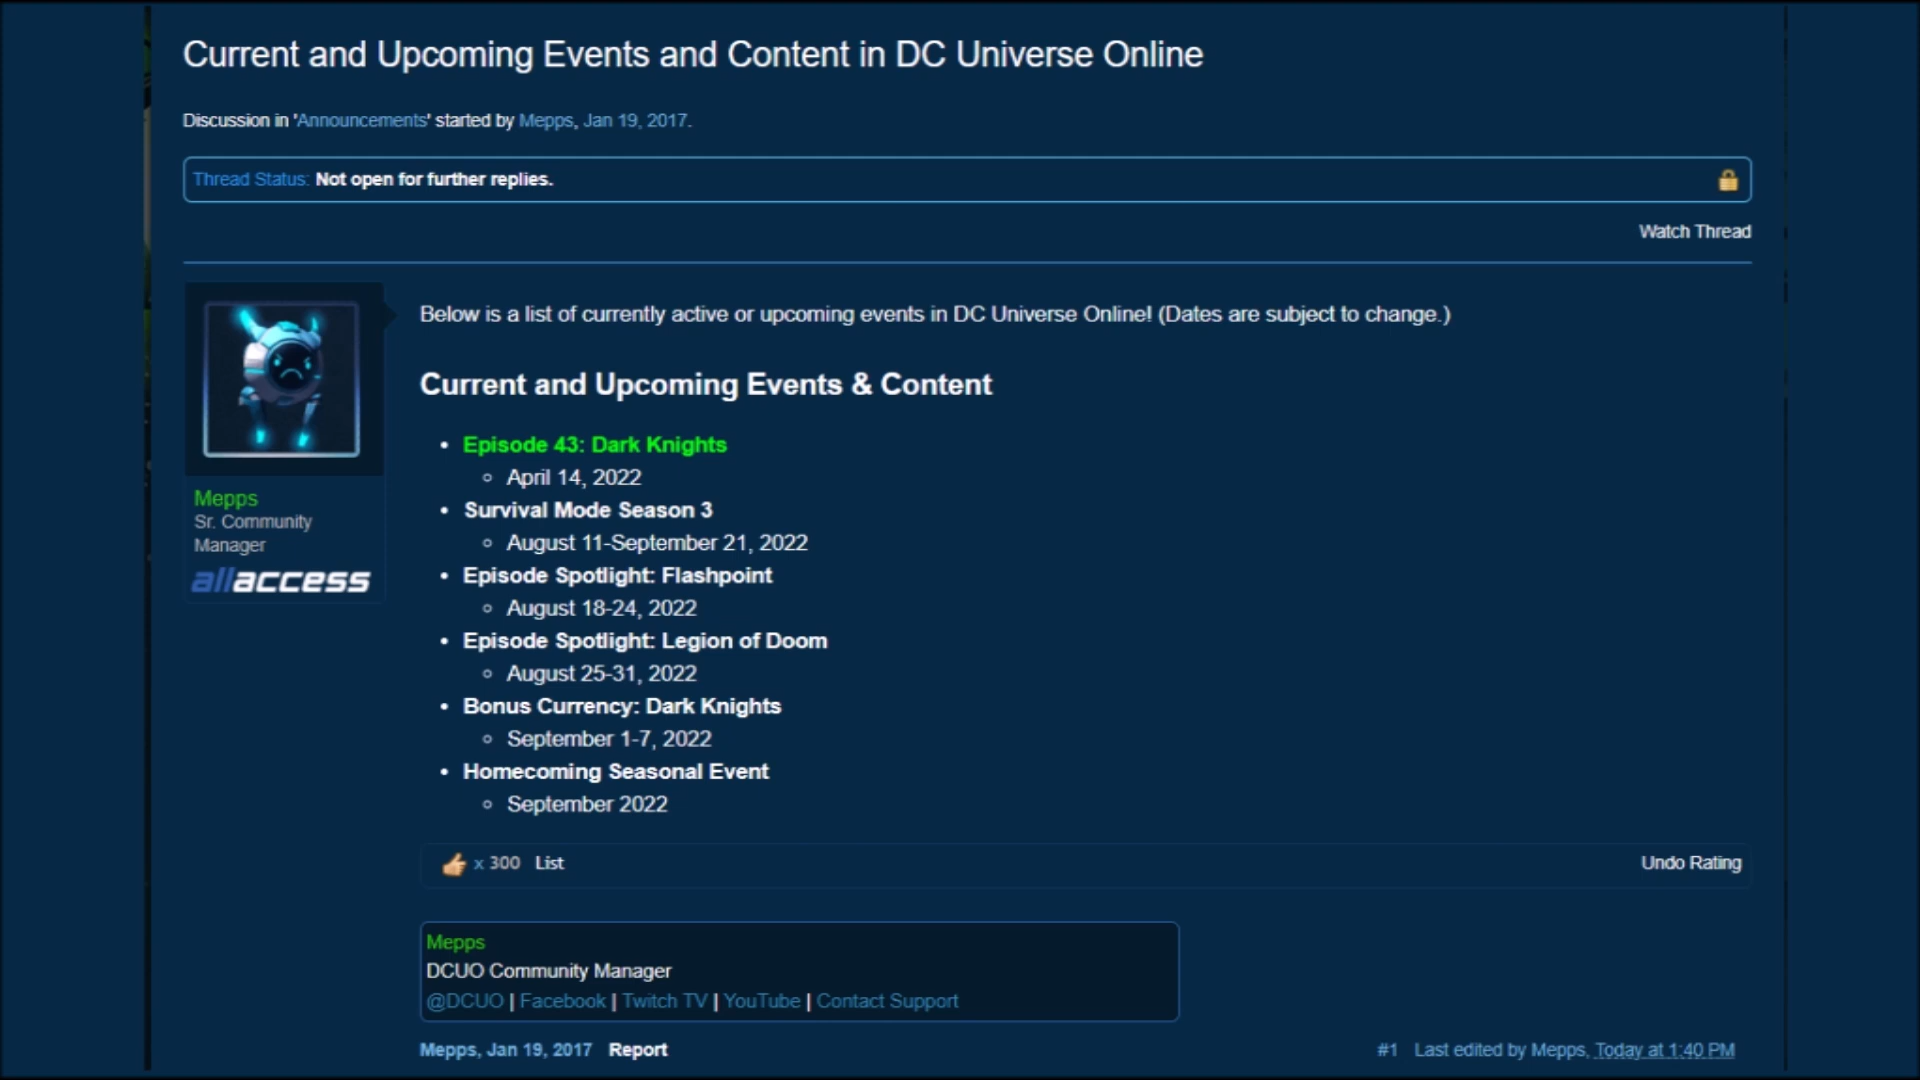 Current and Upcoming Events and Content in DC Universe Online
Discussion in 'Announcements' started by Mepps, Jan 19, 2017.
Thread Status: Not open for further replies.
Watch Thread
Below is a list of currently active or upcoming events in DC Universe Online! (Dates are subject to change.)
Current and Upcoming Events & Content
• Episode 43: Dark Knights
○ April 14, 2022
Mepps
Sr. Community
Manager
allaccess
• Survival Mode Season 3
○ August 11-September 21, 2022
• Episode Spotlight: Flashpoint
○ August 18-24, 2022
• Episode Spotlight: Legion of Doom
○ August 25-31, 2022
• Bonus Currency: Dark Knights
○ September 1-7, 2022
• Homecoming Seasonal Event
○ September 2022
x 300 List
Undo Rating
Mepps
DCUO Community Manager
@DCUO | Facebook | Twitch TV | YouTube | Contact Support
Mepps, Jan 19, 2017 Report
#1 Last edited by Mepps, Today at 1:40 PM